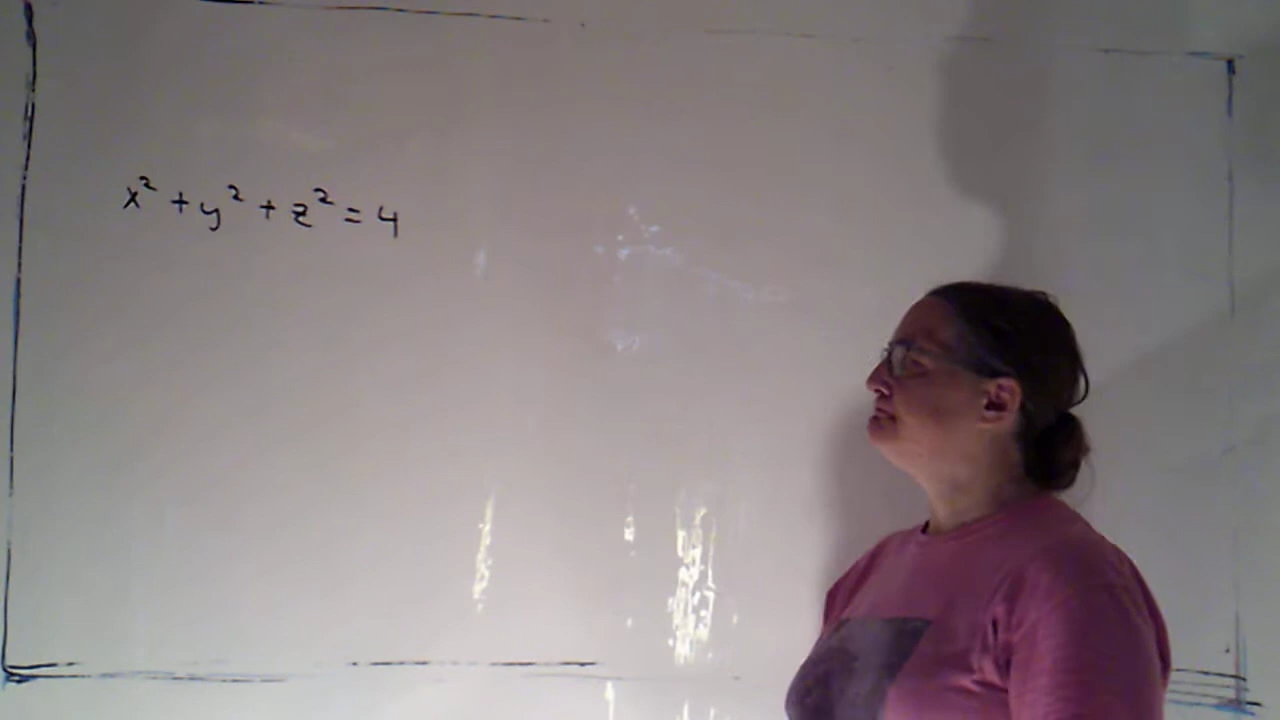 x² + y² + z² = 4